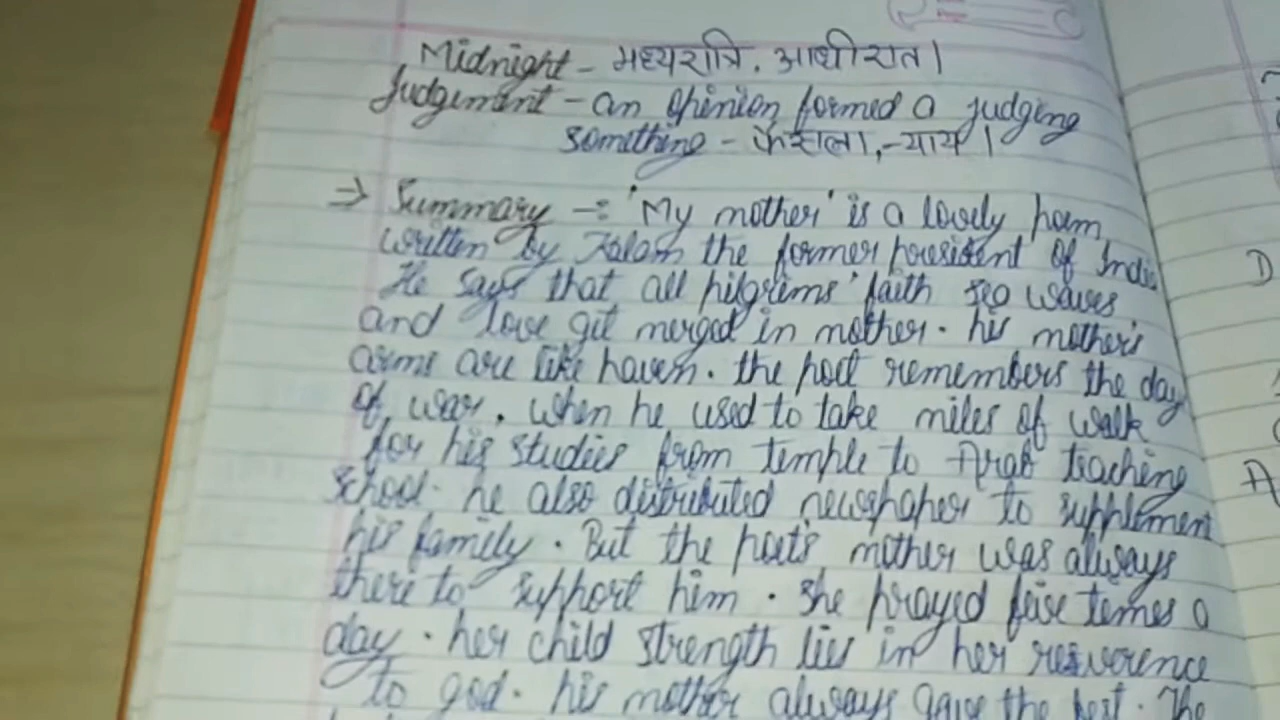 Midnight - मध्यरात्रि. आधीरात।
Judgement - an opinion formed a judging
something - फैसला, न्याय।
⇒ Summary -: 'My mother' is a lovely poem
written by Kalam the former president of India
He says that all pilgrims' faith sea waves
and love get merged in mother. his mother's
arms are like haven. the poet remembers the day
of war. when he used to take miles of walk
for his studies from temple to Arab teaching
school. he also distributed newspaper to supplement
his family. But the poet's mother was always
there to support him. She prayed five times a
day. her child strength lies in her
to god. his mother always gave the best. The
D
A